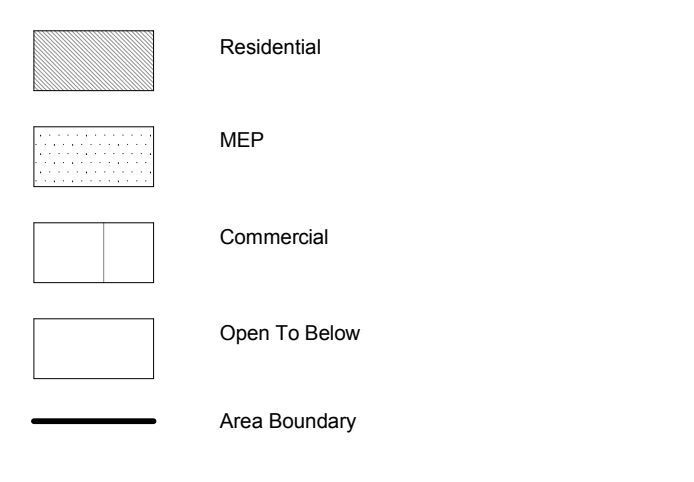 Residential
MEP
Commercial
Open To Below
Area Boundary